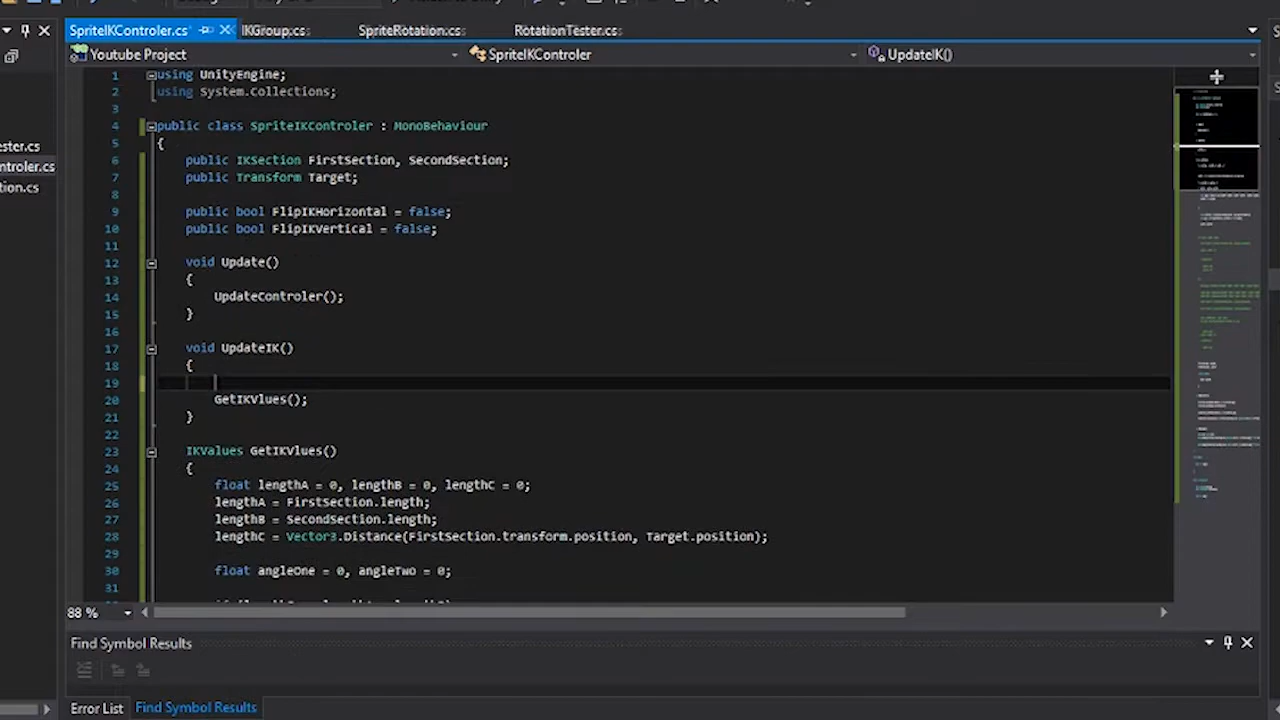 SpriteIKControler.cs* IKGroup.cs: SpriteRotation.cs RotationTester.cs
Youtube Project SpriteIKControler UpdateIK()
1 using UnityEngine;
2 using System.Collections;
3
4 public class SpriteIKControler : MonoBehaviour
5 {
6 public IKSection FirstSection, SecondSection;
7 public Transform Target;
8
9 public bool FlipIKHorizontal = false;
10 public bool FlipIKVertical = false;
11
12 void Update()
13 {
14 UpdateControler();
15 }
16
17 void UpdateIK()
18 {
19
20 GetIKVlues();
21 }
22
23 IKValues GetIKVlues()
24 {
25 float lengthA = 0, lengthB = 0, lengthC = 0;
26 lengthA = FirstSection.length;
27 lengthB = SecondSection.length;
28 lengthC = Vector3.Distance(FirstSection.transform.position, Target.position);
29
30 float angleOne = 0, angleTwo = 0;
31
ester.cs
ntroler.cs
tion.cs
88 %
Find Symbol Results
Error List Find Symbol Results